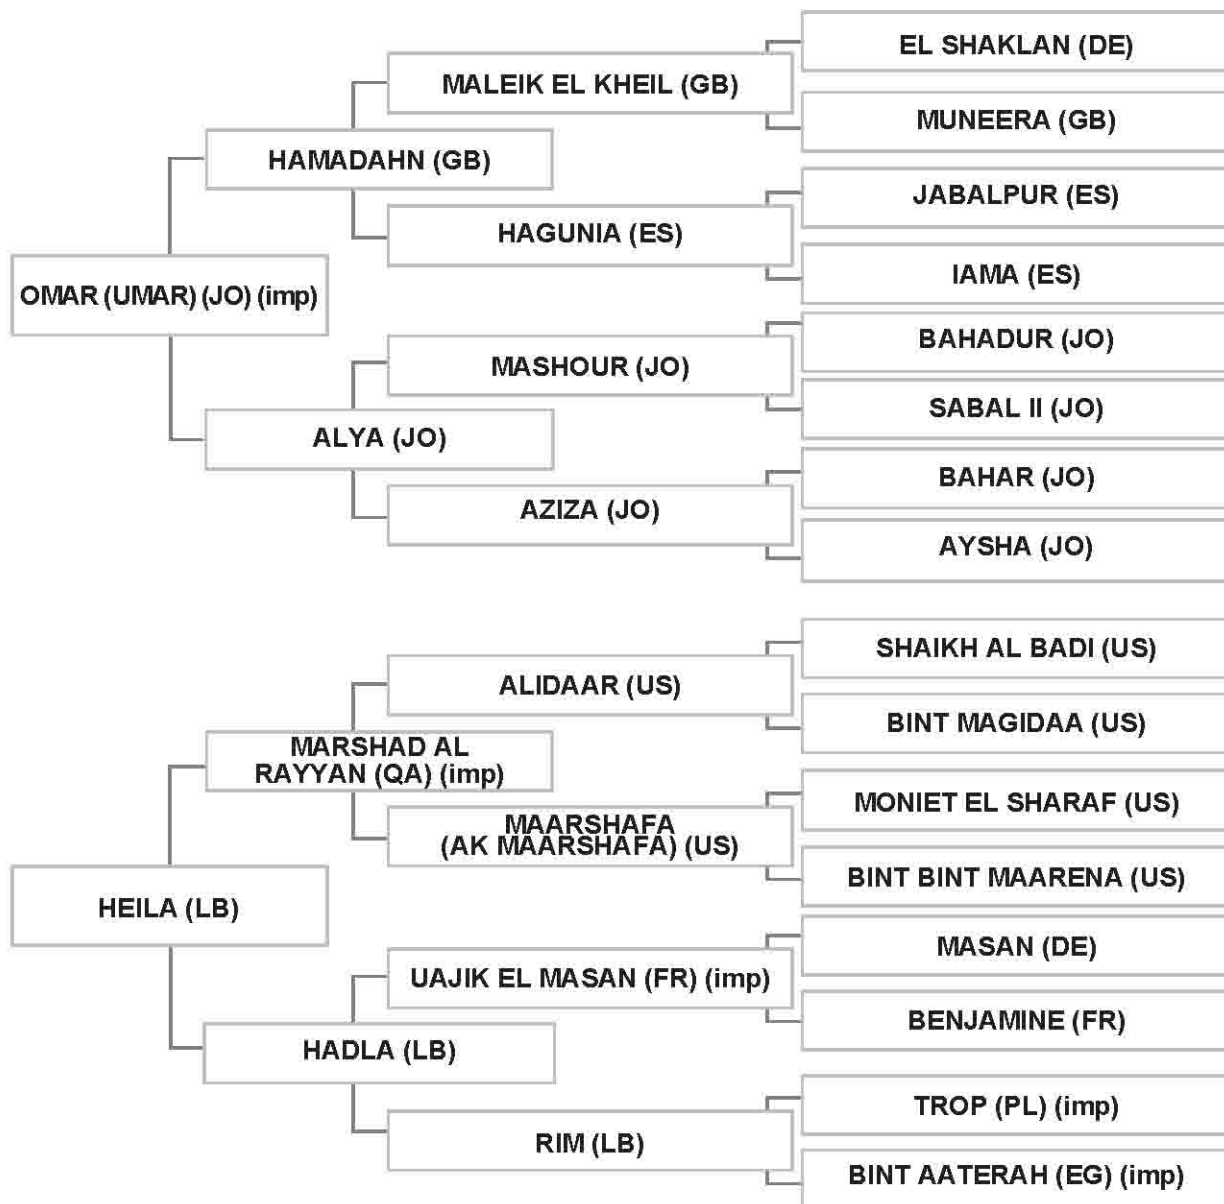 EL SHAKLAN (DE)
MALEIK EL KHEIL (GB)
MUNEERA (GB)
HAMADAHN (GB)
JABALPUR (ES)
HAGUNIA (ES)
IAMA (ES)
OMAR (UMAR) (JO) (imp)
BAHADUR (JO)
MASHOUR (JO)
SABAL II (JO)
ALYA (JO)
BAHAR (JO)
AZIZA (JO)
AYSHA (JO)
SHAIKH AL BADI (US)
ALIDAAR (US)
BINT MAGIDAA (US)
MARSHAD AL
RAYYAN (QA) (imp)
MONIET EL SHARAF (US)
MAARSHAFA
(AK MAARSHAFA) (US)
BINT BINT MAARENA (US)
HEILA (LB)
MASAN (DE)
UAJIK EL MASAN (FR) (imp)
BENJAMINE (FR)
HADLA (LB)
TROP (PL) (imp)
RIM (LB)
BINT AATERAH (EG) (imp)